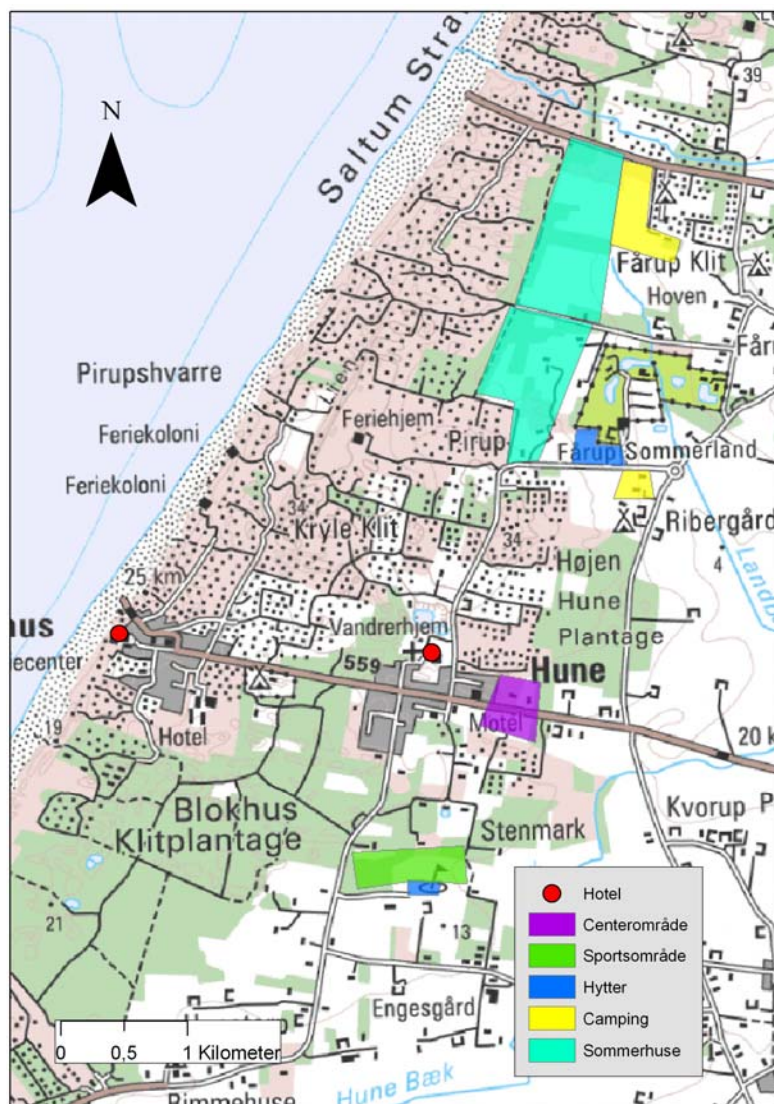 39
N
Saltum Stra
Fårup Klit
Hoven
Får
Pirupshvarre
Feriekoloni
Feriekoloni
Feriehjem
Pirup
Fårup Sommerland
34
Kryle Klit
34
Ribergård
4
Højen
Hune
Plantage
25 km
Vandrerhjem
559
Hune
Motel
20 k
19
Hotel
Blokhus
Klitplantage
Stenmark
Kvorup P
21
13
Engesgård
Hune Bæk
0 0,5 1 Kilometer
Hotel
Centerområde
Sportsområde
Hytter
Camping
Sommerhuse